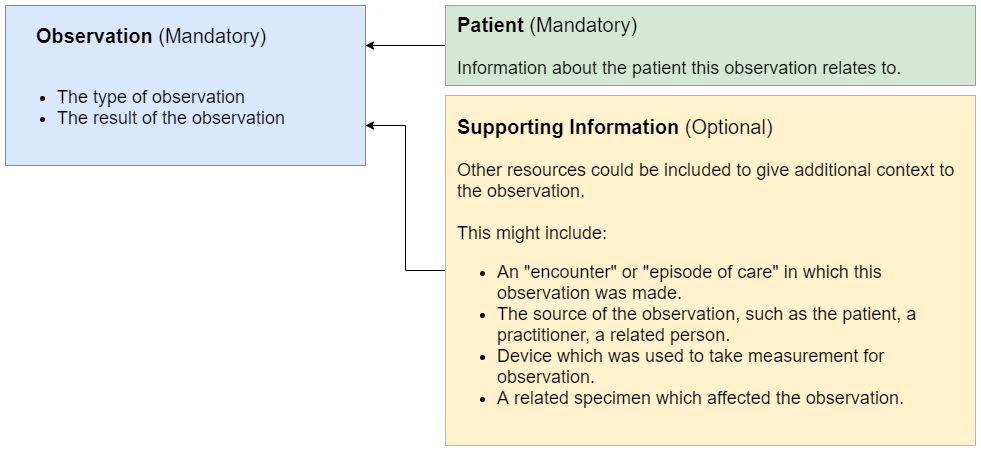 Observation (Mandatory)
• The type of observation
• The result of the observation
Patient (Mandatory)
Information about the patient this observation relates to.
Supporting Information (Optional)
Other resources could be included to give additional context to
the observation.
This might include:
• An "encounter" or "episode of care" in which this
observation was made.
• The source of the observation, such as the patient, a
practitioner, a related person.
• Device which was used to take measurement for
observation.
• A related specimen which affected the observation.